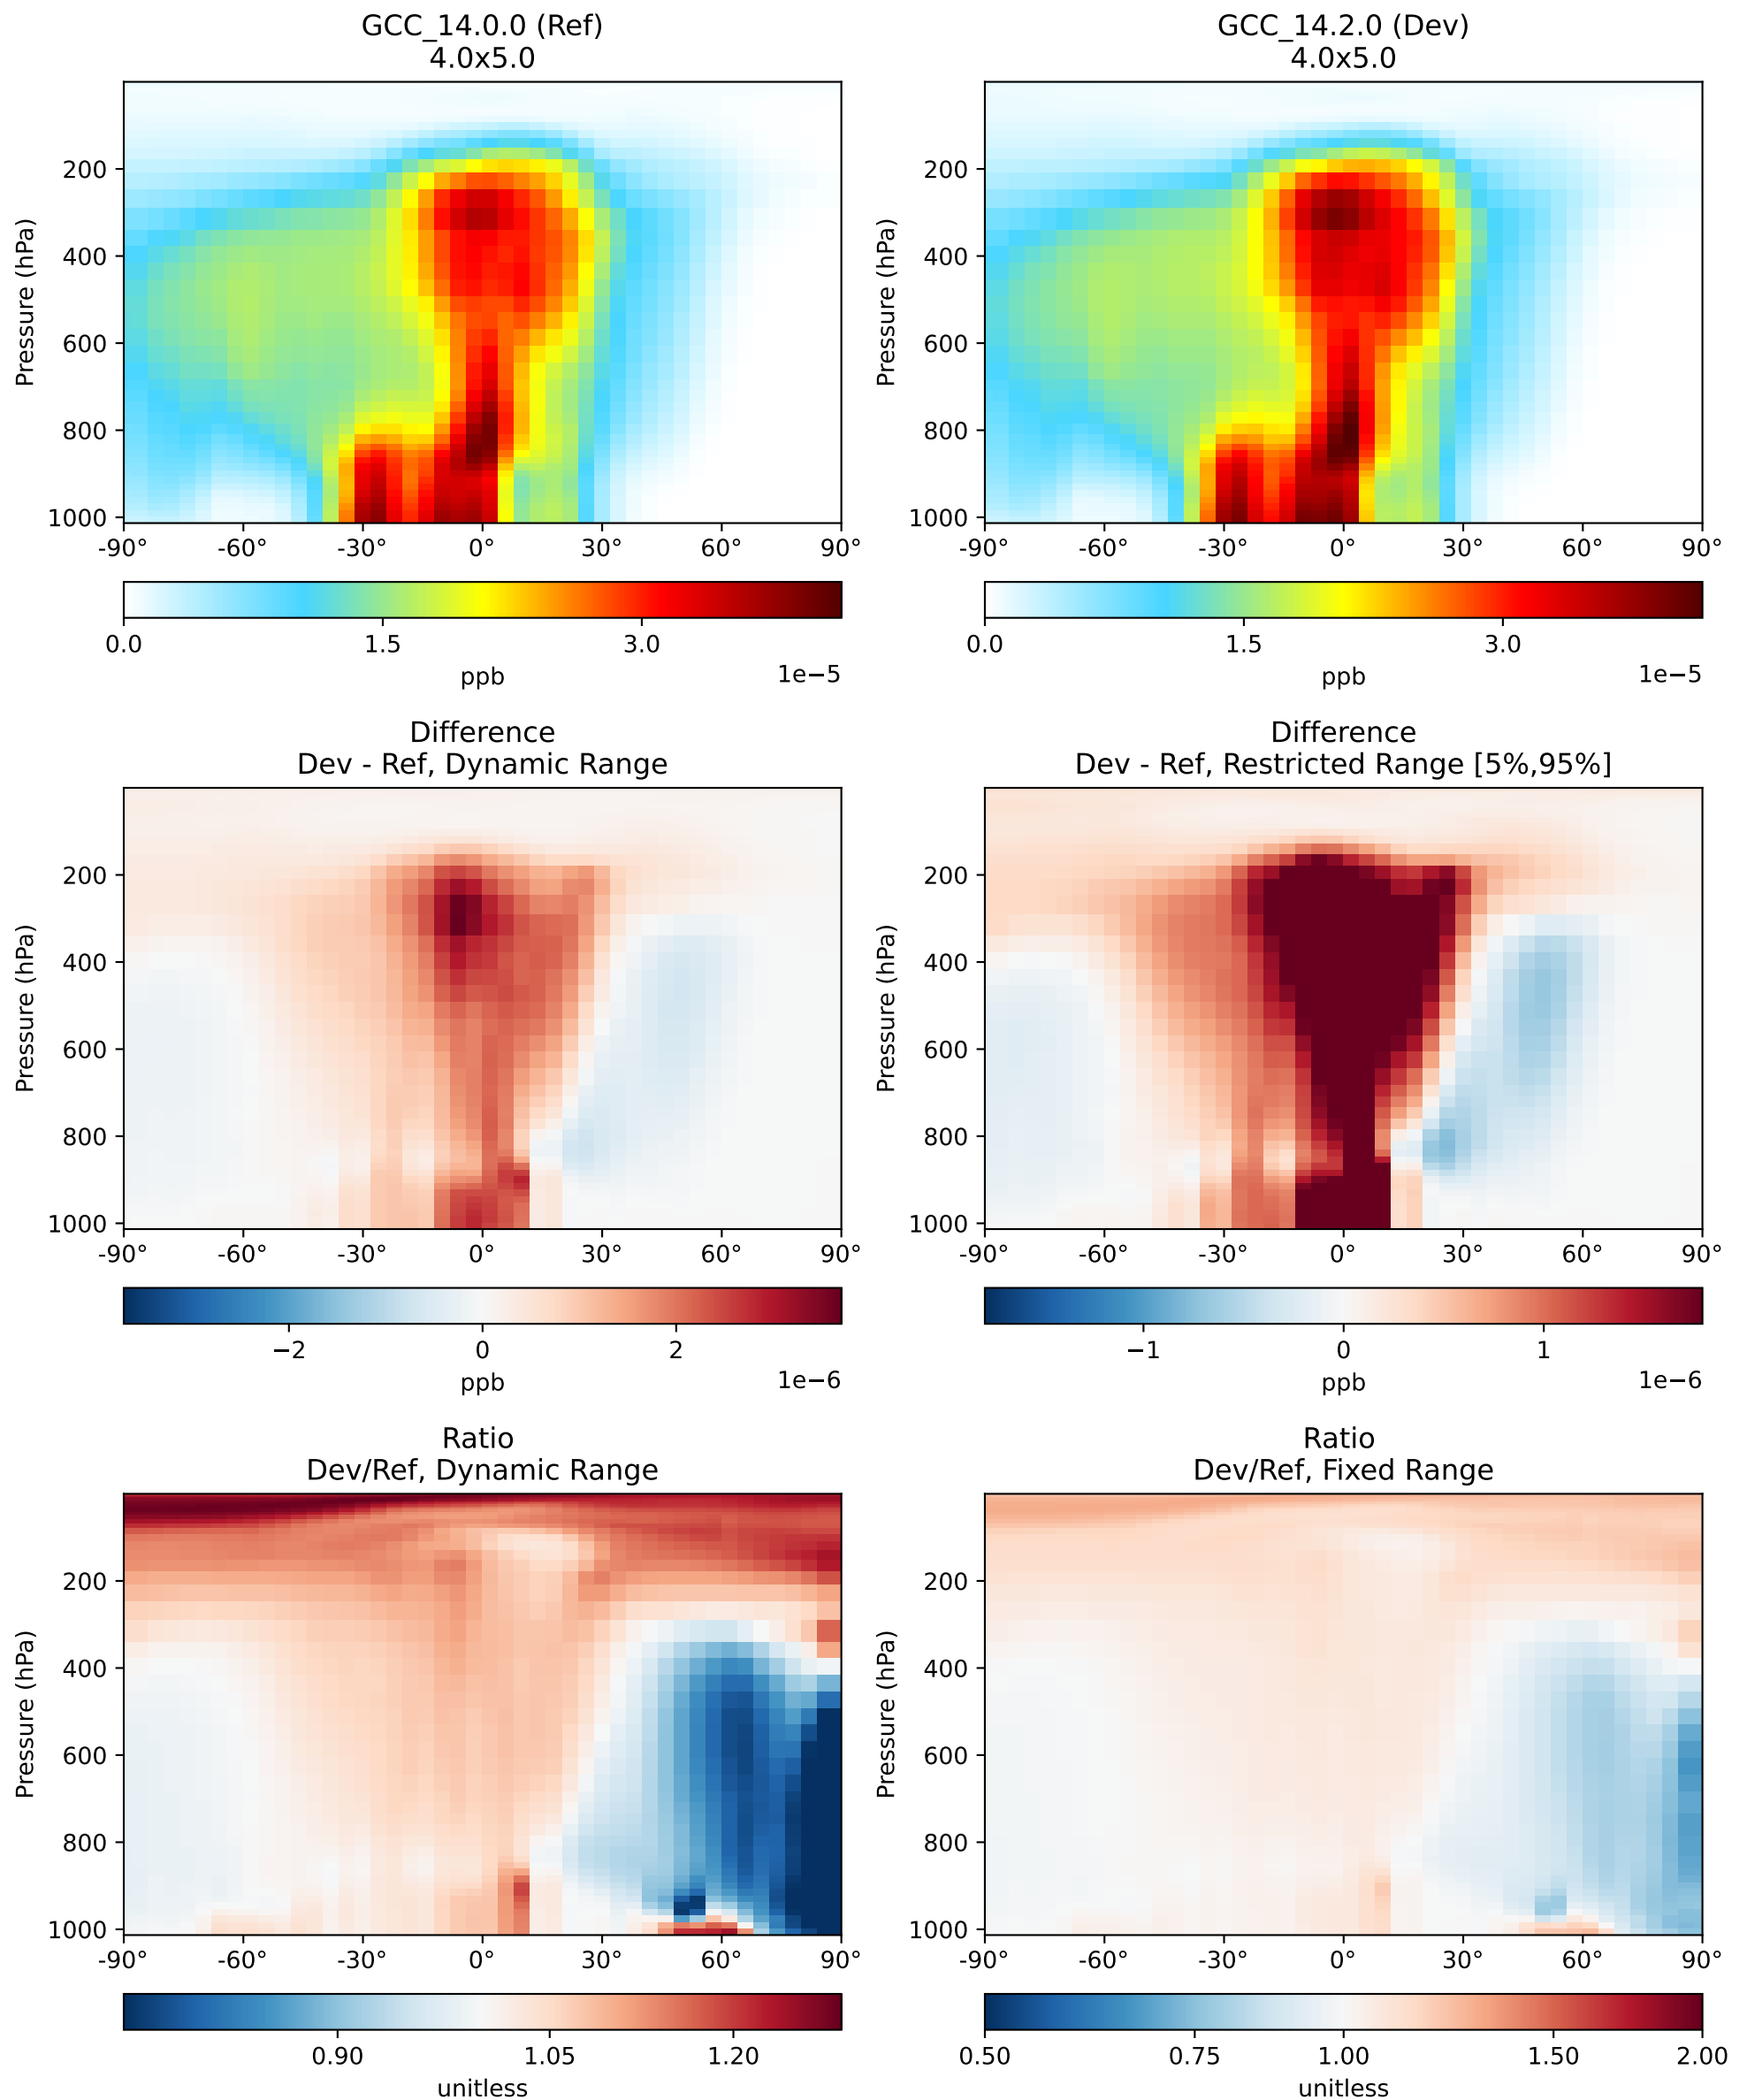 GCC_14.0.0 (Ref)
4.0x5.0
Pressure (hPa)
200
400
600
800
1000
-90° -60° -30° 0° 30° 60° 90°
0.0 1.5 3.0
1e−5
ppb
GCC_14.2.0 (Dev)
4.0x5.0
Pressure (hPa)
200
400
600
800
1000
-90° -60° -30° 0° 30° 60° 90°
0.0 1.5 3.0
1e−5
ppb
Difference
Dev - Ref, Dynamic Range
Pressure (hPa)
200
400
600
800
1000
-90° -60° -30° 0° 30° 60° 90°
−2 0 2
1e−6
ppb
Difference
Dev - Ref, Restricted Range [5%,95%]
Pressure (hPa)
200
400
600
800
1000
-90° -60° -30° 0° 30° 60° 90°
−1 0 1
1e−6
ppb
Ratio
Dev/Ref, Dynamic Range
Pressure (hPa)
200
400
600
800
1000
-90° -60° -30° 0° 30° 60° 90°
0.90 1.05 1.20
unitless
Ratio
Dev/Ref, Fixed Range
Pressure (hPa)
200
400
600
800
1000
-90° -60° -30° 0° 30° 60° 90°
0.50 0.75 1.00 1.50 2.00
unitless